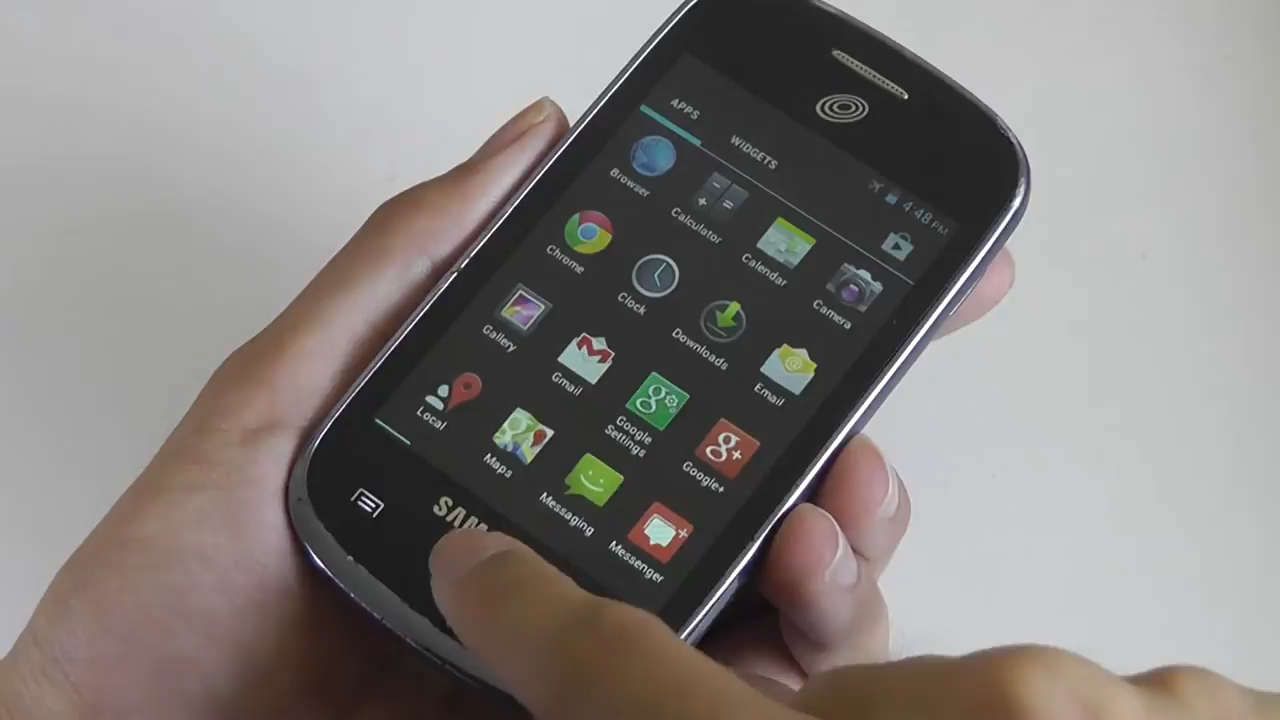 4:48 PM
APPS WIDGETS
Browser Calculator Calendar Camera
Chrome Clock Downloads Email
Gallery Gmail Google Settings Google+
Local Maps Messaging Messenger
SAM